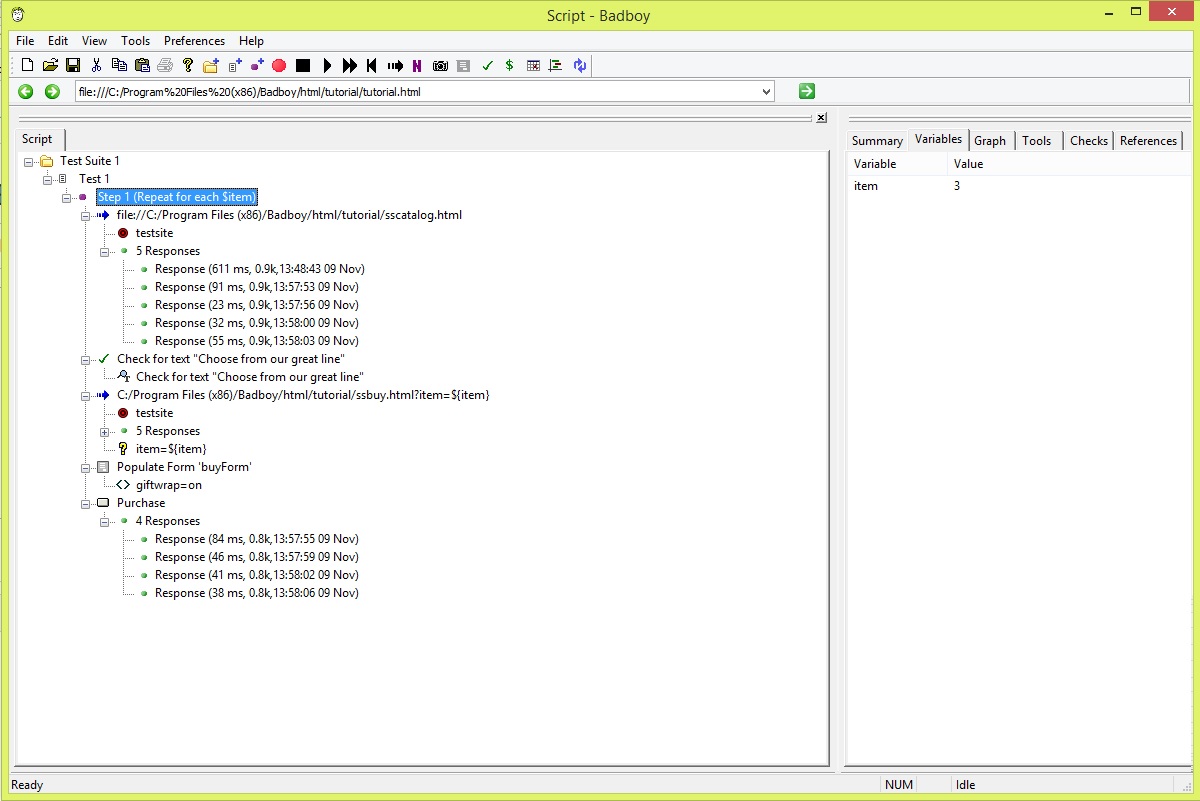 Script - Badboy
File Edit View Tools Preferences Help
N $
file:///C:/Program%20Files%20(x86)/Badboy/html/tutorial/tutorial.html
Script
Test Suite 1
Test 1
Step 1 (Repeat for each $item)
file://C:/Program Files (x86)/Badboy/html/tutorial/sscatalog.html
testsite
5 Responses
Response (611 ms, 0.9k,13:48:43 09 Nov)
Response (91 ms, 0.9k,13:57:53 09 Nov)
Response (23 ms, 0.9k,13:57:56 09 Nov)
Response (32 ms, 0.9k,13:58:00 09 Nov)
Response (55 ms, 0.9k,13:58:03 09 Nov)
Check for text "Choose from our great line"
Check for text "Choose from our great line"
C:/Program Files (x86)/Badboy/html/tutorial/ssbuy.html?item=${item}
testsite
5 Responses
item=${item}
Populate Form 'buyForm'
giftwrap=on
Purchase
4 Responses
Response (84 ms, 0.8k,13:57:55 09 Nov)
Response (46 ms, 0.8k,13:57:59 09 Nov)
Response (41 ms, 0.8k,13:58:02 09 Nov)
Response (38 ms, 0.8k,13:58:06 09 Nov)
Summary Variables Graph Tools Checks References
Variable Value
item 3
Ready NUM Idle